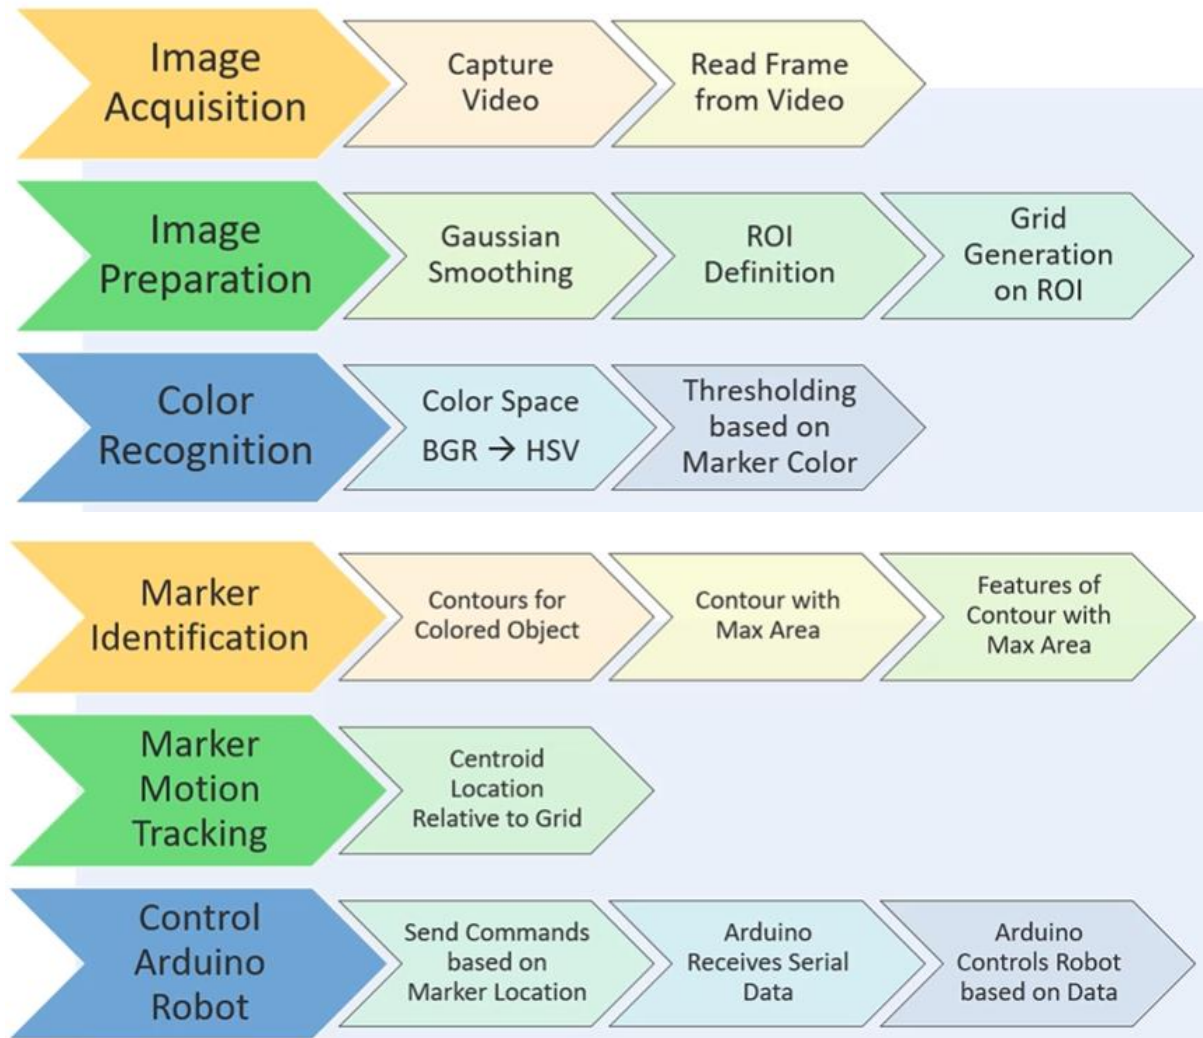 Image
Acquisition
Capture
Video
Read Frame
from Video
Image
Preparation
Gaussian
Smoothing
ROI
Definition
Grid
Generation
on ROI
Color
Recognition
Color Space
BGR → HSV
Thresholding
based on
Marker Color
Marker
Identification
Contours for
Colored Object
Contour with
Max Area
Features of
Contour with
Max Area
Marker
Motion
Tracking
Centroid
Location
Relative to Grid
Control
Arduino
Robot
Send Commands
based on
Marker Location
Arduino
Receives Serial
Data
Arduino
Controls Robot
based on Data